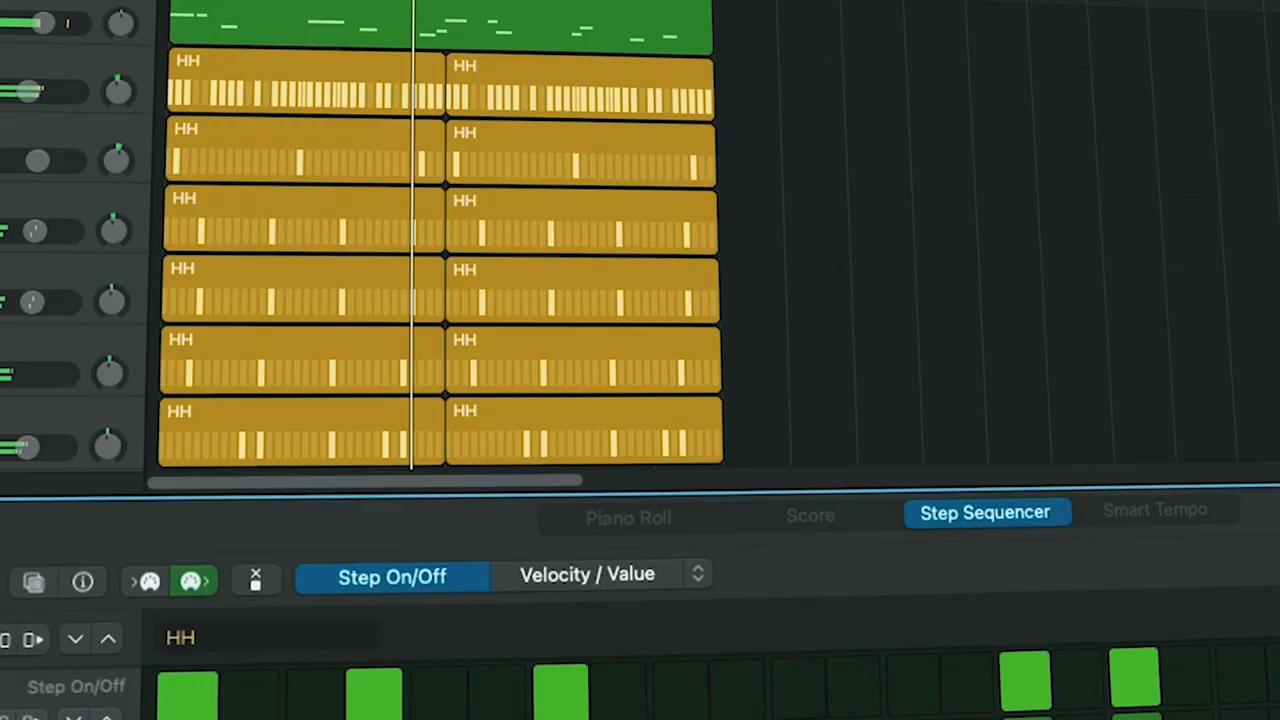 HH HH
HH HH
HH HH
HH HH
HH HH
HH HH
Piano Roll Score Step Sequencer Smart Tempo
Step On/Off Velocity / Value
HH
Step On/Off